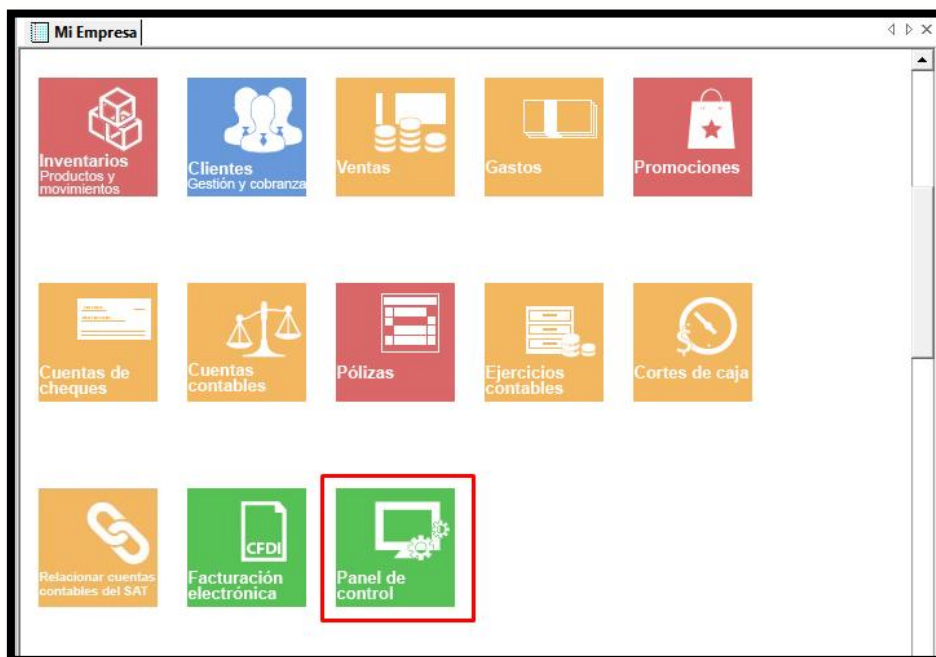 Mi Empresa
Inventarios
Productos y
movimientos
Clientes
Gestión y cobranza
Ventas
Gastos
Promociones
Cuentas de
cheques
Cuentas
contables
Pólizas
Ejercicios
contables
$
Cortes de caja
Relacionar cuentas
contables del SAT
CFDI
Facturación
electrónica
Panel de
control